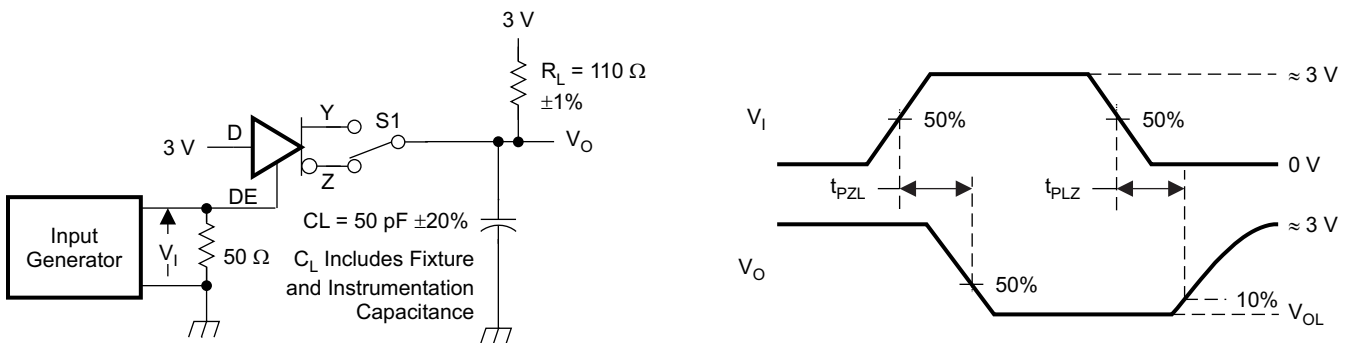 3 V
R_L = 110 Ω
±1%
D
Y
S1
3 V
V_O
Z
DE
CL = 50 pF ±20%
Input
Generator
V_I
50 Ω
C_L Includes Fixture
and Instrumentation
Capacitance
≈ 3 V
V_I
50%
50%
0 V
t_PZL
t_PLZ
≈ 3 V
V_O
50%
10%
V_OL